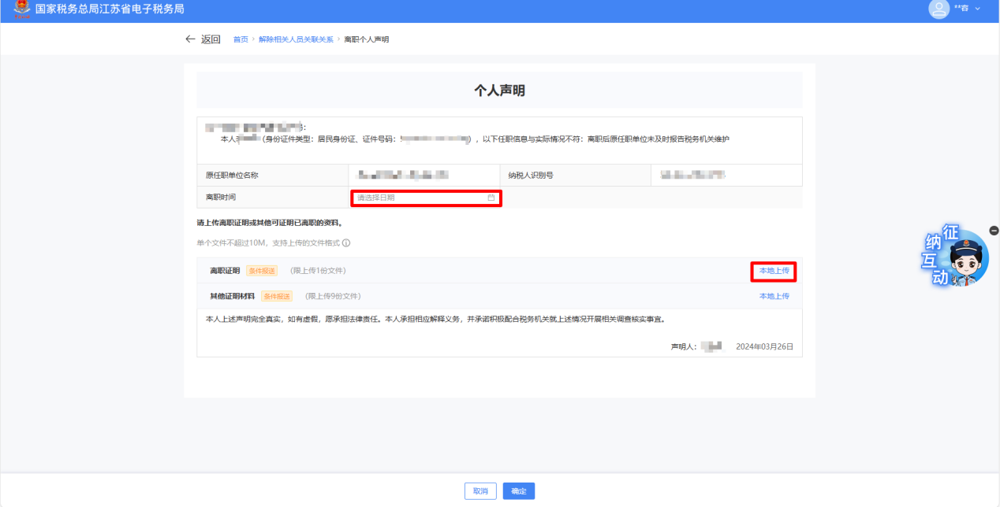 国家税务总局江苏省电子税务局
**容
返回 首页 解除相关人员关联关系 离职个人声明
个人声明
:
本人 (身份证件类型：居民身份证、证件号码： )，以下任职信息与实际情况不符：离职后原任职单位未及时报告税务机关维护
原任职单位名称 纳税人识别号
离职时间 请选择日期
请上传离职证明或其他可证明已离职的资料。
单个文件不超过10M，支持上传的文件格式
离职证明 条件报送 (限上传1份文件) 本地上传
其他证明材料 条件报送 (限上传9份文件) 本地上传
本人上述声明完全真实，如有虚假，愿承担法律责任。本人承担相应解释义务，并承诺积极配合税务机关就上述情况开展相关调查核实事宜。
声明人： 2024年03月26日
征纳互动
取消 确定